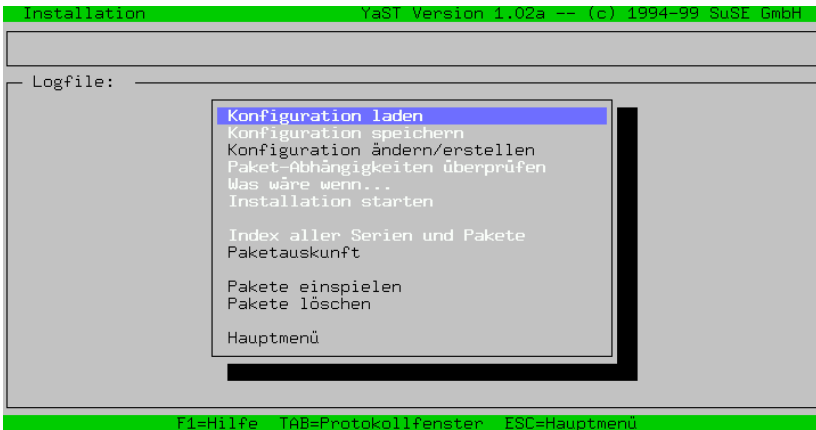 Installation YaST Version 1.02a -- (c) 1994-99 SuSE GmbH
Logfile:
Konfiguration laden
Konfiguration speichern
Konfiguration ändern/erstellen
Paket-Abhängigkeiten überprüfen
Was wäre wenn...
Installation starten
Index aller Serien und Pakete
Paketauskunft
Pakete einspielen
Pakete löschen
Hauptmenü
F1=Hilfe TAB=Protokollfenster ESC=Hauptmenü